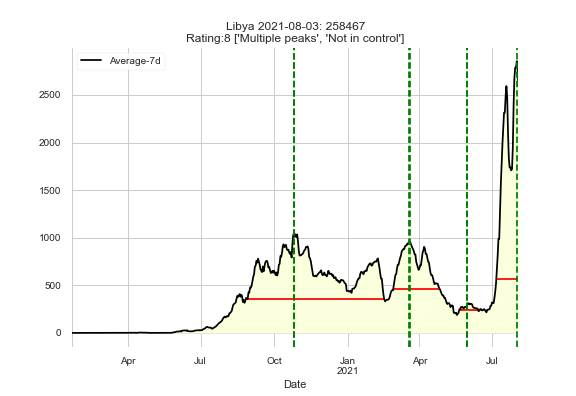 Libya 2021-08-03: 258467
Rating:8 ['Multiple peaks', 'Not in control']
Average-7d
2500
2000
1500
1000
500
0
Apr Jul Oct Jan Apr Jul
2021
Date